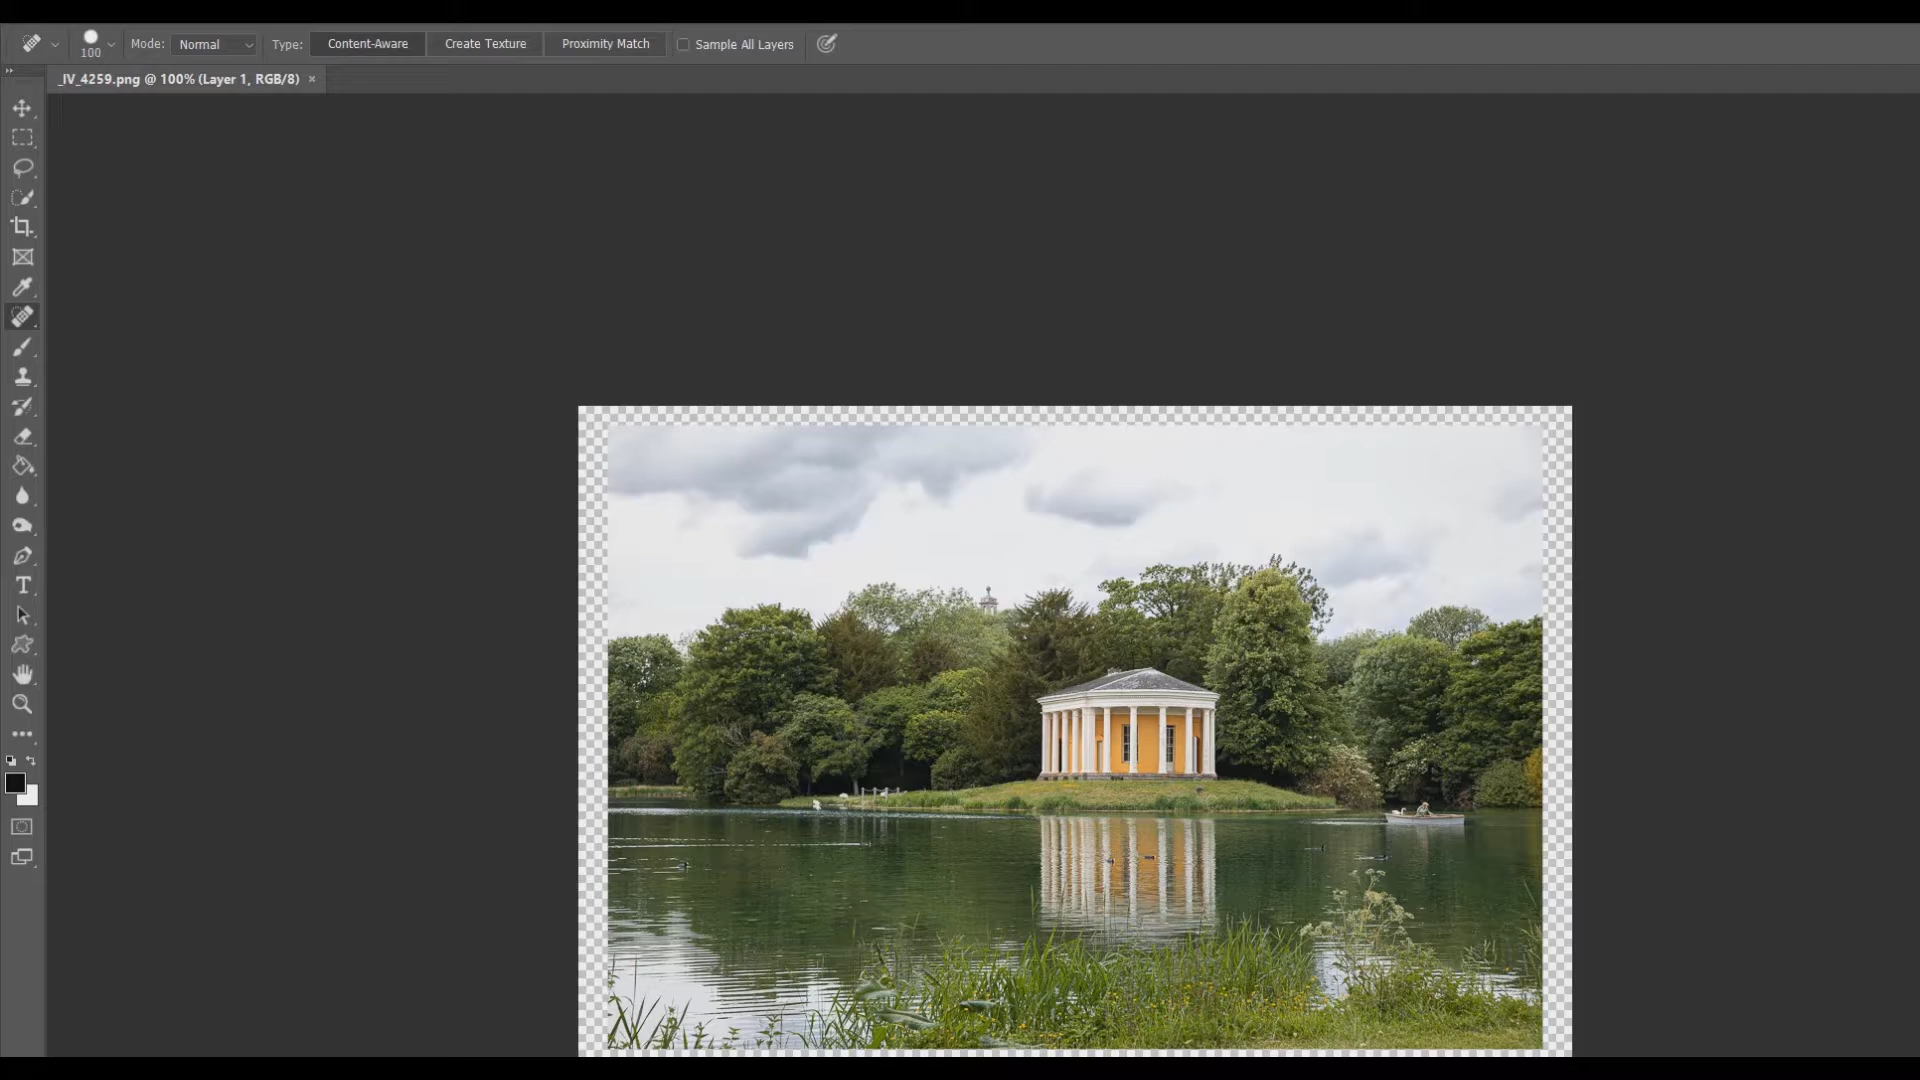 100 Mode: Normal Type: Content-Aware Create Texture Proximity Match Sample All Layers
_IV_4259.png @ 100% (Layer 1, RGB/8) ×